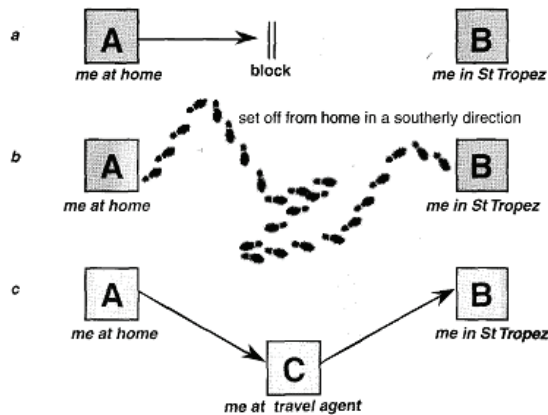 a
A
B
me at home
block
me in St Tropez
set off from home in a southerly direction
b
A
B
me at home
me in St Tropez
c
A
B
me at home
me in St Tropez
C
me at travel agent